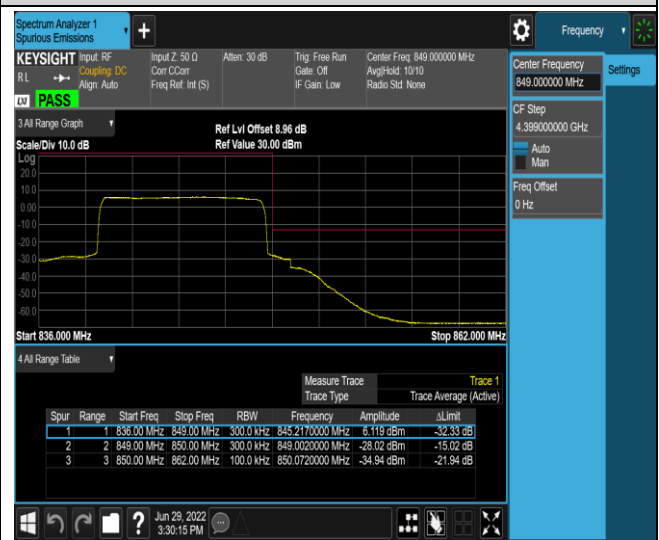 Spectrum Analyzer 1
Spurious Emissions
Frequency
KEYSIGHT
RL
PASS
Input: RF
Coupling: DC
Align: Auto
Input Z: 50 Ω
Corr CCorr
Freq Ref: Int (S)
Atten: 30 dB
Trig: Free Run
Gate: Off
IF Gain: Low
Center Freq: 849.000000 MHz
Avg|Hold: 10/10
Radio Std: None
Center Frequency
849.000000 MHz
Settings
CF Step
4.399000000 GHz
Auto
Man
Freq Offset
0 Hz
3 All Range Graph
Scale/Div 10.0 dB
Ref Lvl Offset 8.96 dB
Ref Value 30.00 dBm
Log
20.0
10.0
0.00
-10.0
-20.0
-30.0
-40.0
-50.0
-60.0
Start 836.000 MHz
Stop 862.000 MHz
4 All Range Table
Measure Trace Trace 1
Trace Type Trace Average (Active)
Spur Range Start Freq Stop Freq RBW Frequency Amplitude ΔLimit
1 1 836.00 MHz 849.00 MHz 300.0 kHz 845.2170000 MHz 6.119 dBm -32.33 dB
2 2 849.00 MHz 850.00 MHz 300.0 kHz 849.0020000 MHz -28.02 dBm -15.02 dB
3 3 850.00 MHz 862.00 MHz 100.0 kHz 850.0720000 MHz -34.94 dBm -21.94 dB
Jun 29, 2022
3:30:15 PM